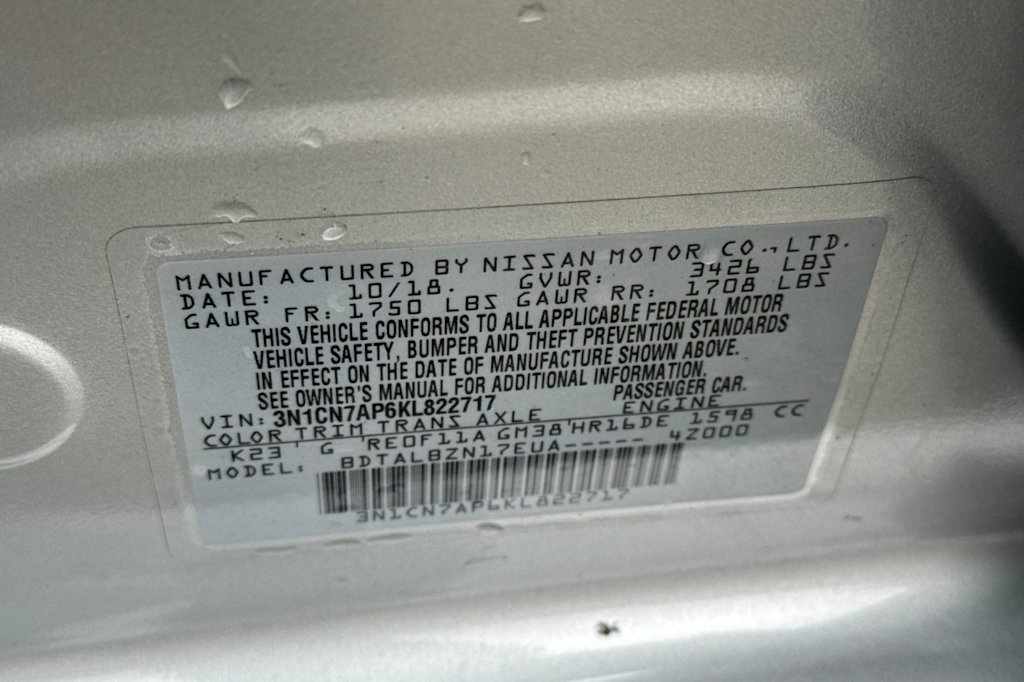 MANUFACTURED BY NISSAN MOTOR CO., LTD.
DATE: 10/18. GVWR: 3426 LBS
GAWR FR: 1750 LBS GAWR RR: 1708 LBS
THIS VEHICLE CONFORMS TO ALL APPLICABLE FEDERAL MOTOR
VEHICLE SAFETY, BUMPER AND THEFT PREVENTION STANDARDS
IN EFFECT ON THE DATE OF MANUFACTURE SHOWN ABOVE.
SEE OWNER'S MANUAL FOR ADDITIONAL INFORMATION.
VIN: 3N1CN7AP6KL822717 PASSENGER CAR.
COLOR TRIM TRANS AXLE ENGINE
K23 G RE0F11A GM38 HR16DE 1598 CC
MODEL: BDTALBZN17EUA----- 4Z000
3N1CN7AP6KL822717